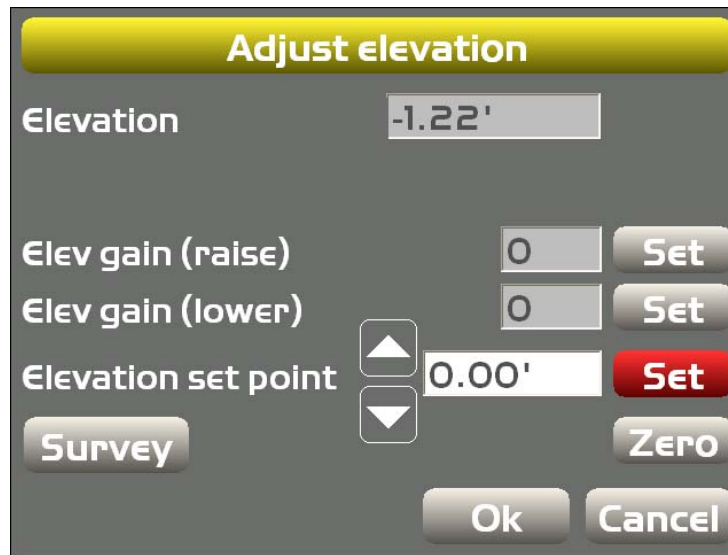 Adjust elevation
Elevation -1.22'
Elev gain (raise) 0 Set
Elev gain (lower) 0 Set
Elevation set point 0.00' Set
Survey Zero
Ok Cancel